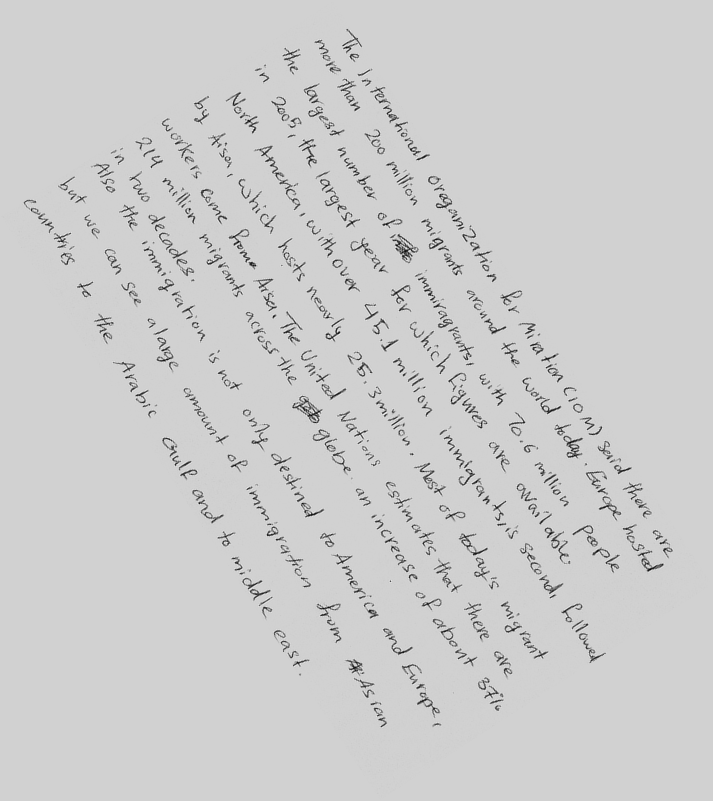 The International oraganization for Miration (IOM) said there are
more than 200 million migrants around the world today. Europe hosted
the largest number of immiragrants, with 70.6 million people
in 2005, the largest year for which figures are available.
North America, with over 45.1 million immigrants, is second, followed
by Aisa, which hosts nearly 25.3 million. Most of today's migrant
workers come frome Aisa. The United Nations estimates that there are
214 million migrants across the globe. an increase of about 37%
in two decades.
Also the immigration is not only destined to America and Europe,
but we can see a large amount of immigration from Asian
countries to the Arabic Gulf and to middle east.